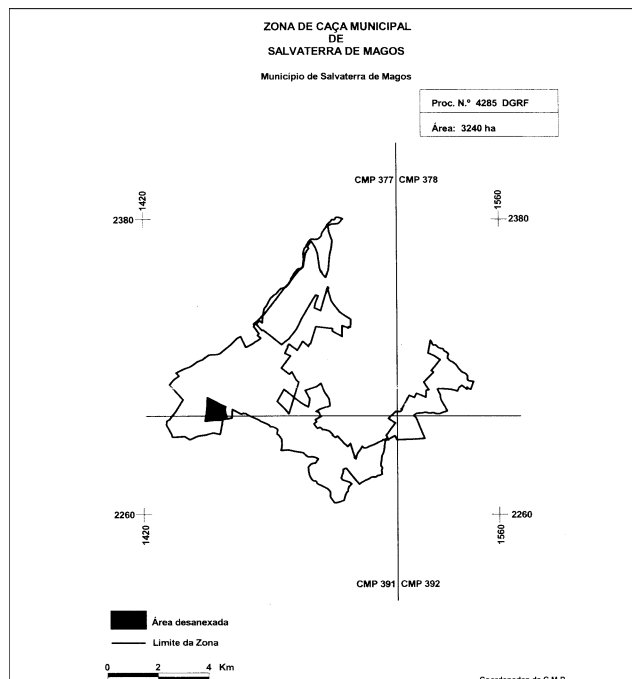 ZONA DE CAÇA MUNICIPAL
DE
SALVATERRA DE MAGOS
Município de Salvaterra de Magos
Proc. N.º 4285 DGRF
Área: 3240 ha
CMP 377 CMP 378
1420
1560
2380
2380
2260
2260
1420
1560
CMP 391 CMP 392
Área desanexada
Limite da Zona
0 2 4 Km